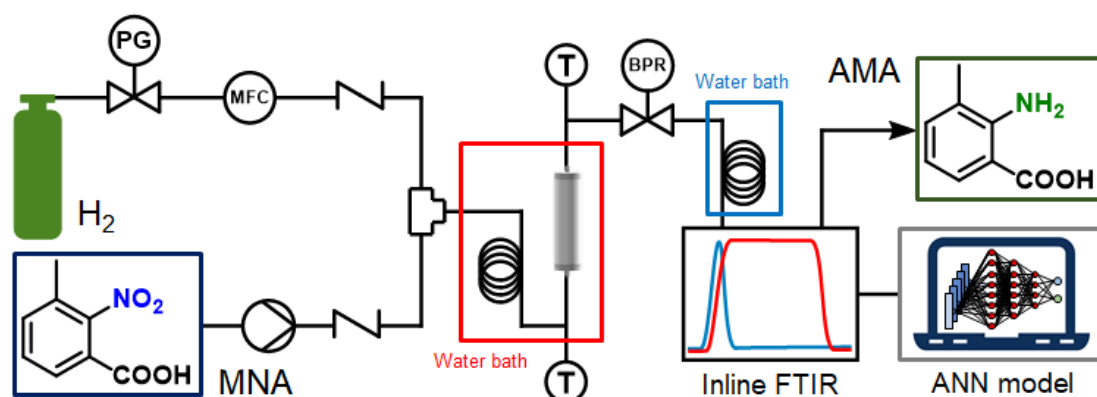 PG
MFC
H2
NO2
COOH
MNA
T
Water bath
T
BPR
Water bath
Inline FTIR
AMA
NH2
COOH
ANN model